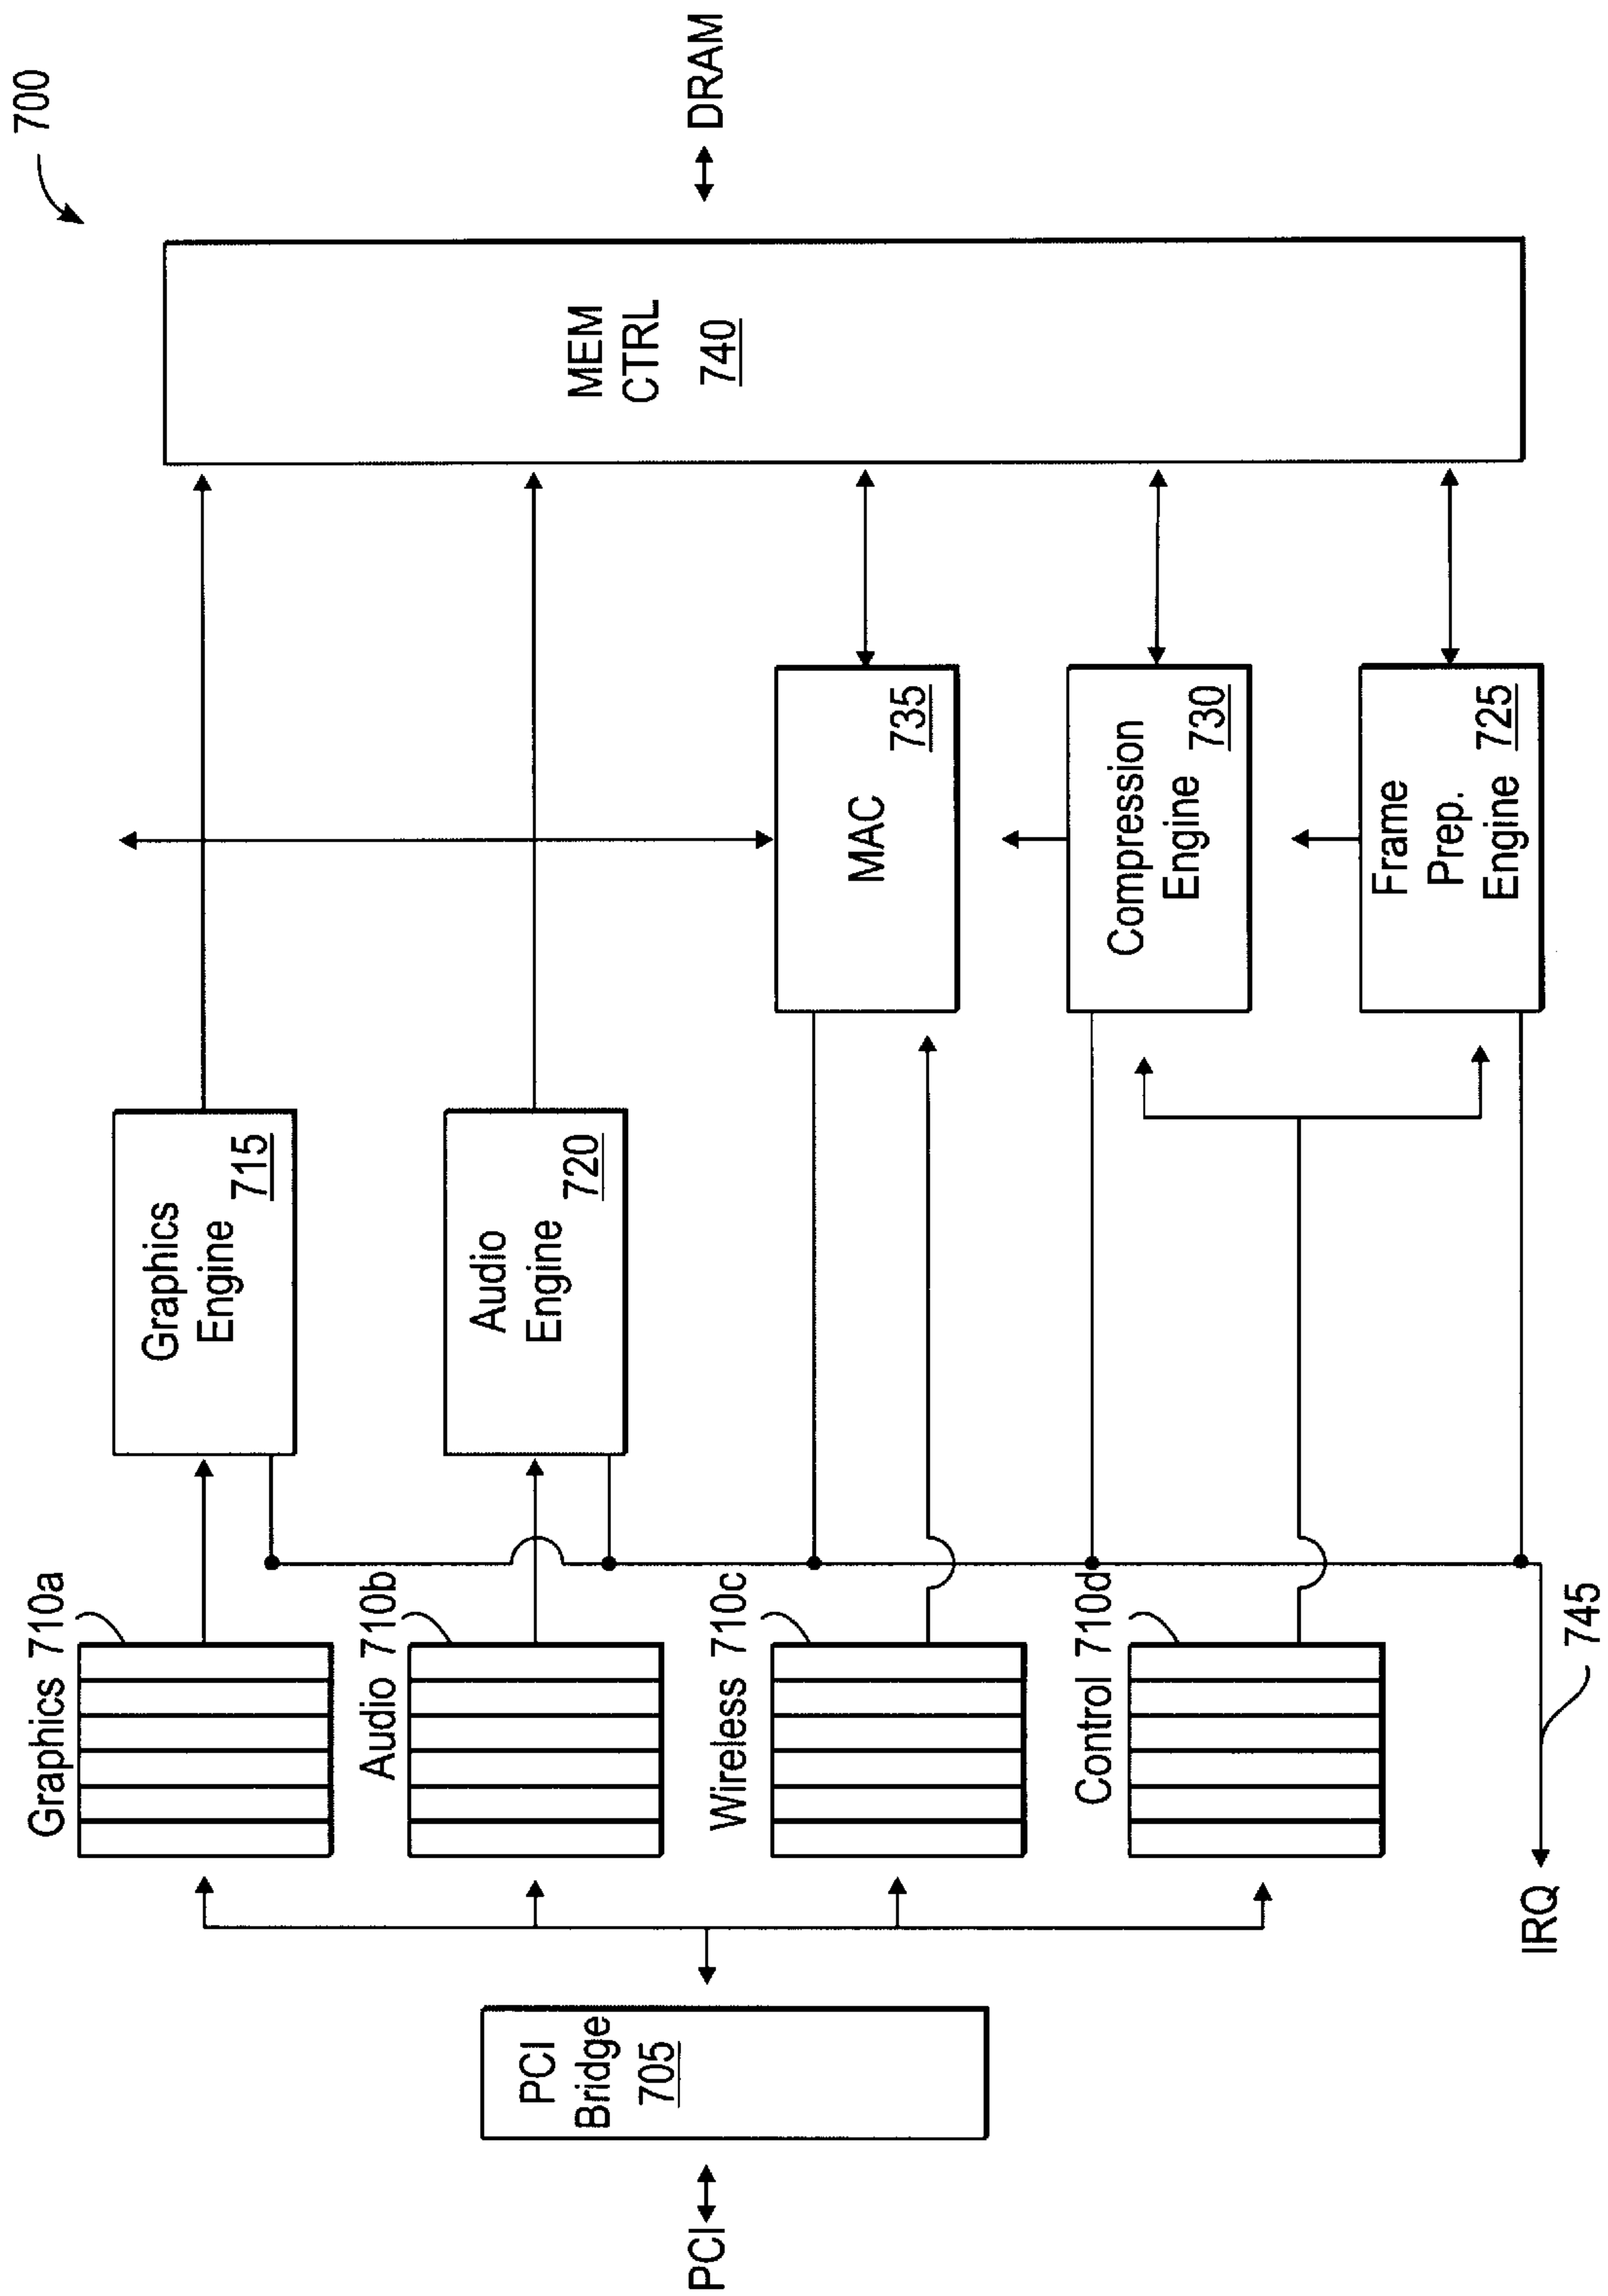 700
PCI
PCI
Bridge
705
Graphics 710a
Audio 710b
Wireless 710c
Control 710d
Graphics
Engine 715
Audio
Engine 720
MAC
735
Compression
Engine 730
Frame
Prep.
Engine 725
MEM
CTRL
740
DRAM
IRQ
745